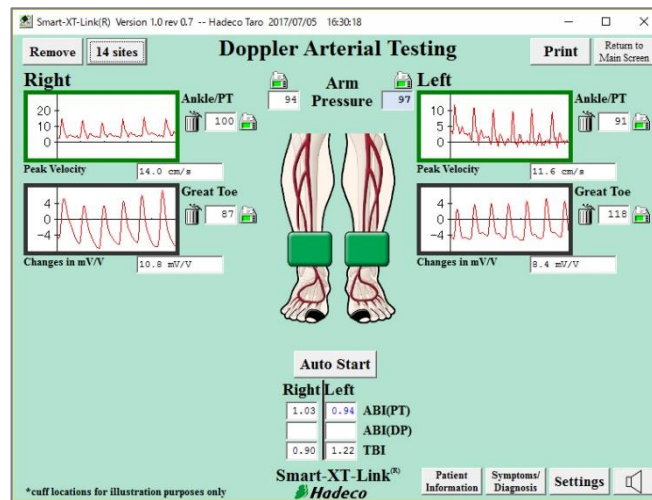 Smart-XT-Link(R) Version 1.0 rev 0.7 -- Hadeco Taro 2017/07/05 16:30:18
Remove
14 sites
Doppler Arterial Testing
Print
Return to
Main Screen
Right
Arm
Pressure
94
97
Left
Ankle/PT
100
20
10
0
Peak Velocity
14.0 cm/s
Great Toe
87
4
0
-4
Changes in mV/V
10.8 mV/V
Ankle/PT
91
10
5
0
Peak Velocity
11.6 cm/s
Great Toe
118
4
0
-4
Changes in mV/V
8.4 mV/V
Auto Start
Right Left
1.03 0.94 ABI(PT)
ABI(DP)
0.90 1.22 TBI
Smart-XT-Link(R)
Hadeco
*cuff locations for illustration purposes only
Patient
Information
Symptoms/
Diagnosis
Settings